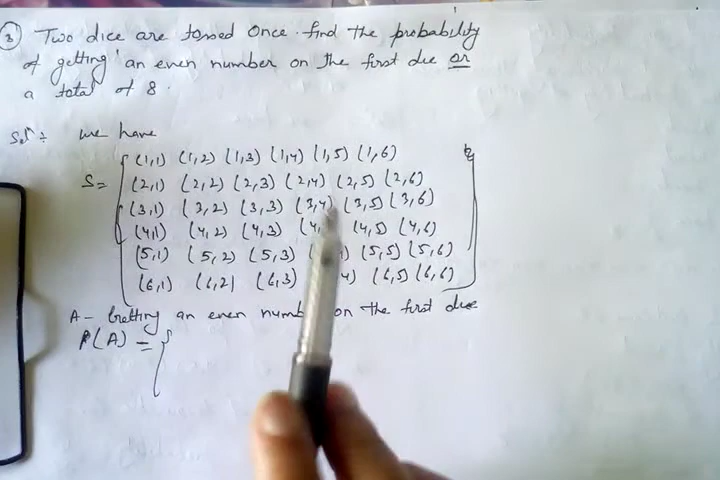 ③ Two dice are tossed once. find the probability
of getting an even number on the first die or
a total of 8.
Solⁿ: we have
S = { (1,1) (1,2) (1,3) (1,4) (1,5) (1,6)
(2,1) (2,2) (2,3) (2,4) (2,5) (2,6)
(3,1) (3,2) (3,3) (3,4) (3,5) (3,6)
(4,1) (4,2) (4,3) (4, (4,5) (4,6)
(5,1) (5,2) (5,3) ( ) (5,5) (5,6)
(6,1) (6,2) (6,3) 4) (6,5) (6,6) }
A - Getting an even numb on the first die
P(A) = {